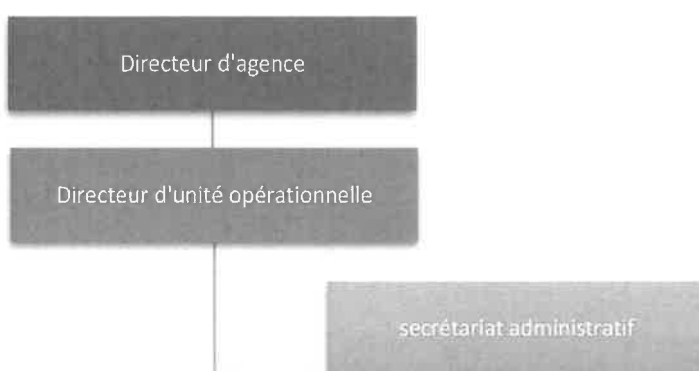 Directeur d'agence
Directeur d'unité opérationnelle
secrétariat administratif